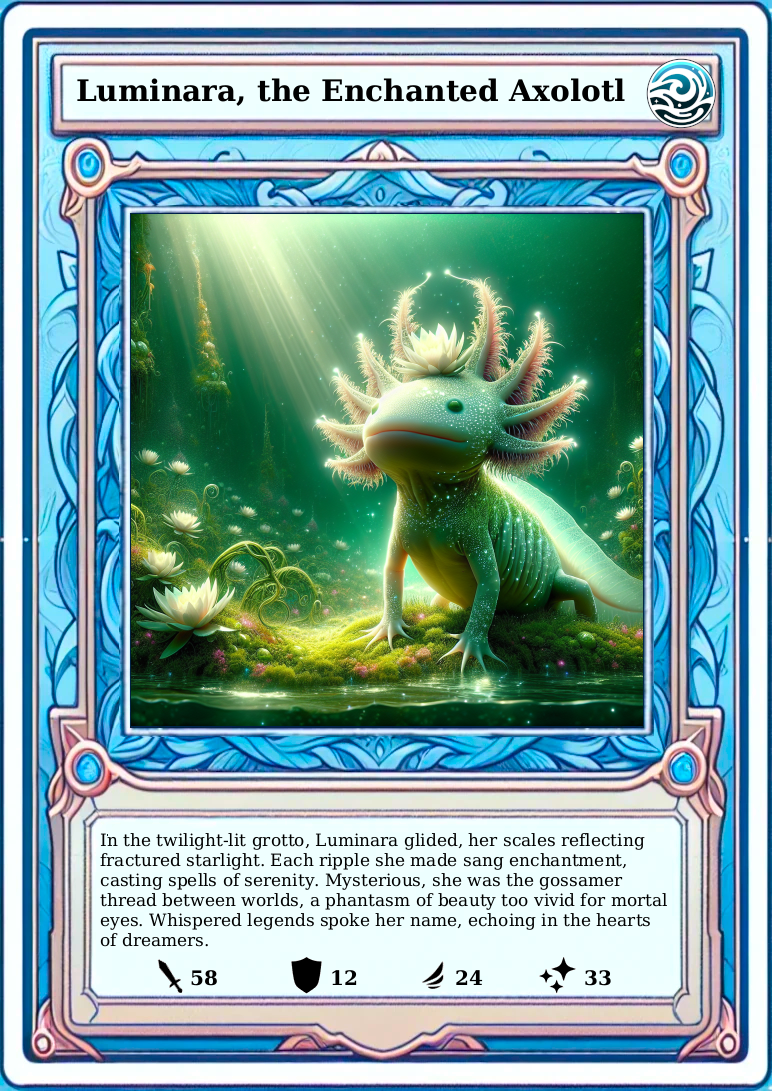 Luminara, the Enchanted Axolotl
In the twilight-lit grotto, Luminara glided, her scales reflecting
fractured starlight. Each ripple she made sang enchantment,
casting spells of serenity. Mysterious, she was the gossamer
thread between worlds, a phantasm of beauty too vivid for mortal
eyes. Whispered legends spoke her name, echoing in the hearts
of dreamers.
58 12 24 33